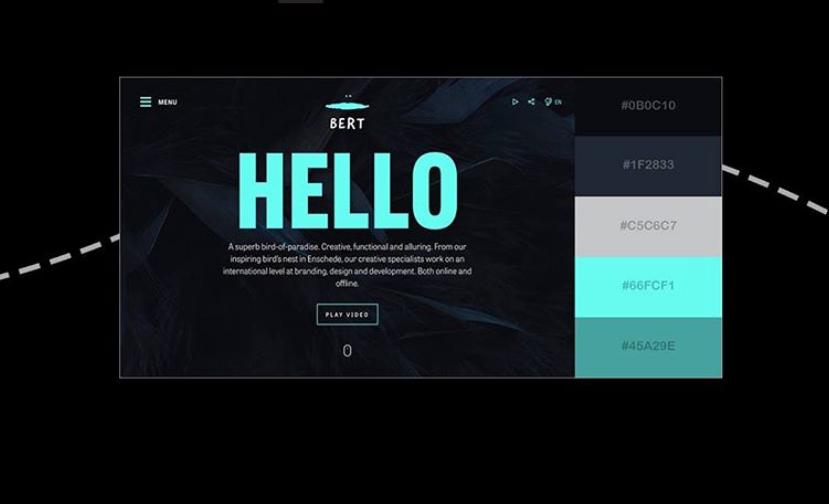 MENU
BERT
EN
HELLO
A superb bird-of-paradise. Creative, functional and alluring. From our
inspiring bird's nest in Enschede, our creative specialists work on an
international level at branding, design and development. Both online and
offline.
PLAY VIDEO
#0B0C10
#1F2833
#C5C6C7
#66FCF1
#45A29E